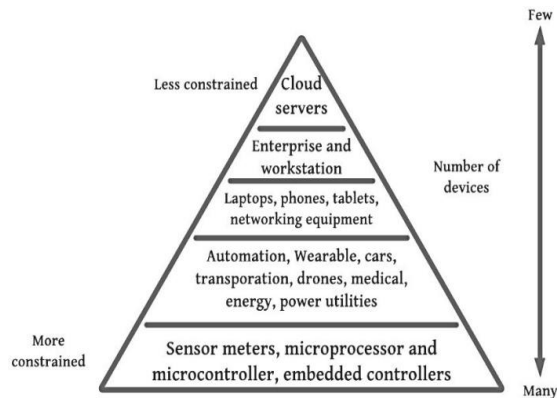 Few
Less constrained
Cloud
servers
Enterprise and
workstation
Number of
devices
Laptops, phones, tablets,
networking equipment
Automation, Wearable, cars,
transporation, drones, medical,
energy, power utilities
More
constrained
Sensor meters, microprocessor and
microcontroller, embedded controllers
Many